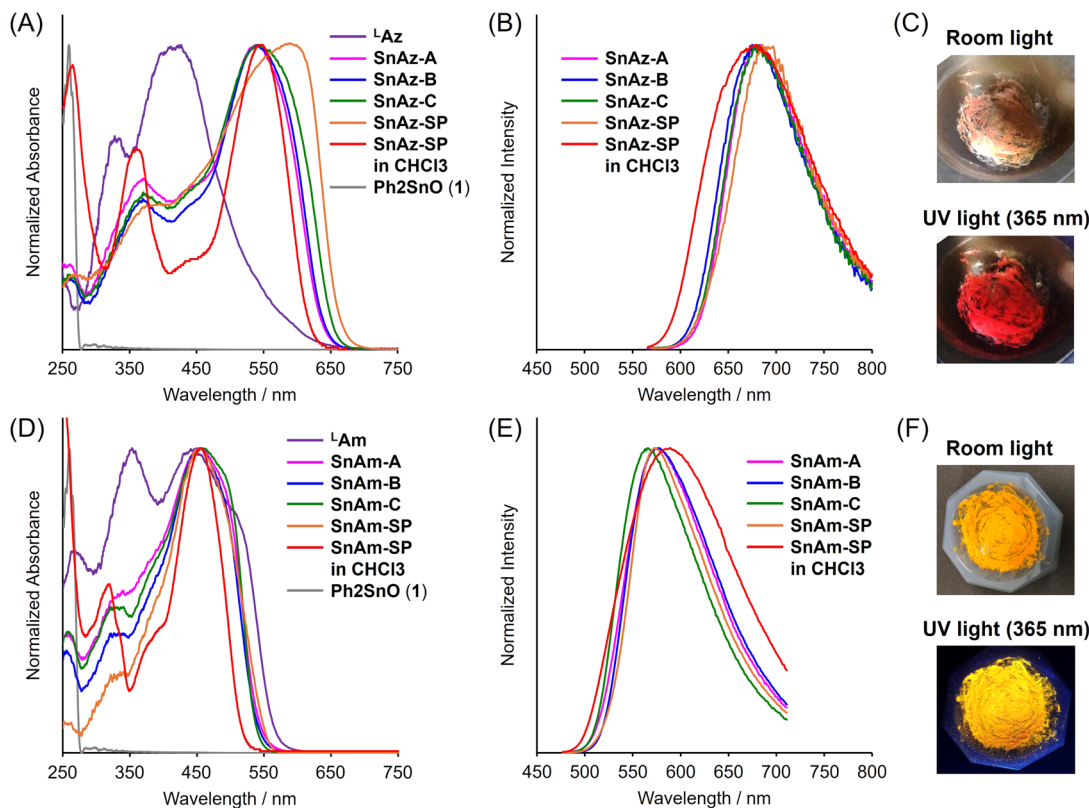 (A)
Normalized Absorbance
ᴸAz
SnAz-A
SnAz-B
SnAz-C
SnAz-SP
SnAz-SP
in CHCl3
Ph2SnO (1)
250 350 450 550 650 750
Wavelength / nm
(B)
Normalized Intensity
SnAz-A
SnAz-B
SnAz-C
SnAz-SP
SnAz-SP
in CHCl3
450 500 550 600 650 700 750 800
Wavelength / nm
(C)
Room light
UV light (365 nm)
(D)
Normalized Absorbance
ᴸAm
SnAm-A
SnAm-B
SnAm-C
SnAm-SP
SnAm-SP
in CHCl3
Ph2SnO (1)
250 350 450 550 650 750
Wavelength / nm
(E)
Normalized Intensity
SnAm-A
SnAm-B
SnAm-C
SnAm-SP
SnAm-SP
in CHCl3
450 500 550 600 650 700 750 800
Wavelength / nm
(F)
Room light
UV light (365 nm)